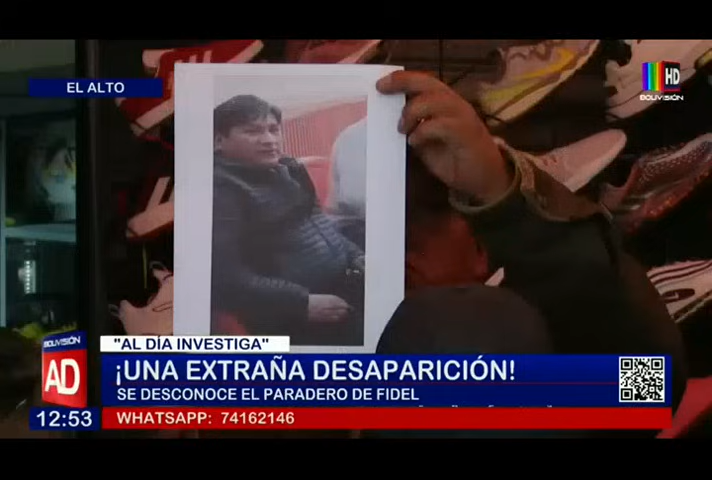 EL ALTO
HD
BOLIVISIÓN
"AL DÍA INVESTIGA"
BOLIVISIÓN
AD
¡UNA EXTRAÑA DESAPARICIÓN!
SE DESCONOCE EL PARADERO DE FIDEL
12:53
WHATSAPP: 74162146